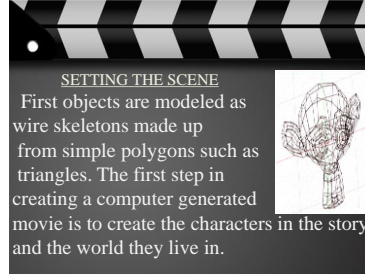 SETTING THE SCENE
First objects are modeled as
wire skeletons made up
from simple polygons such as
triangles. The first step in
creating a computer generated
movie is to create the characters in the story
and the world they live in.